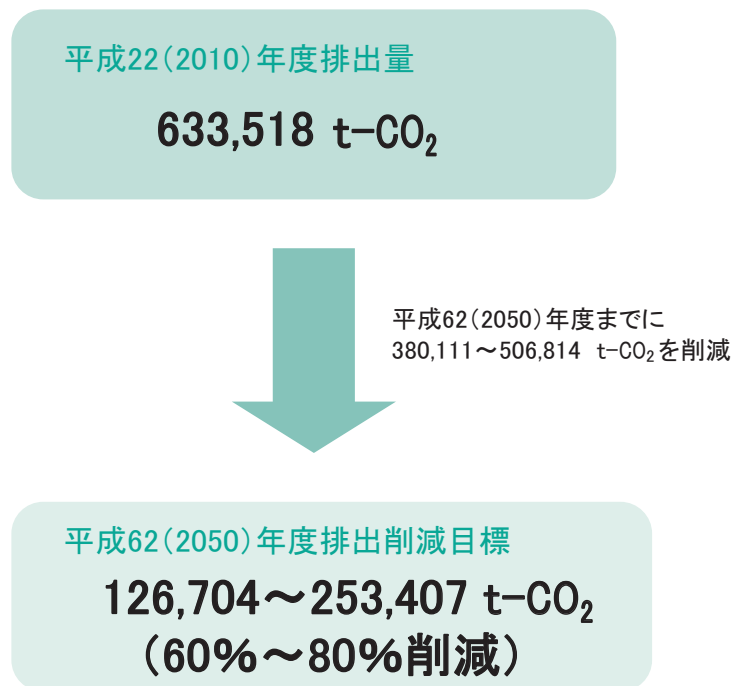 平成22(2010)年度排出量
633,518 t-CO₂
平成62(2050)年度までに
380,111～506,814 t-CO₂を削減
平成62(2050)年度排出削減目標
126,704～253,407 t-CO₂
(60%～80%削減)